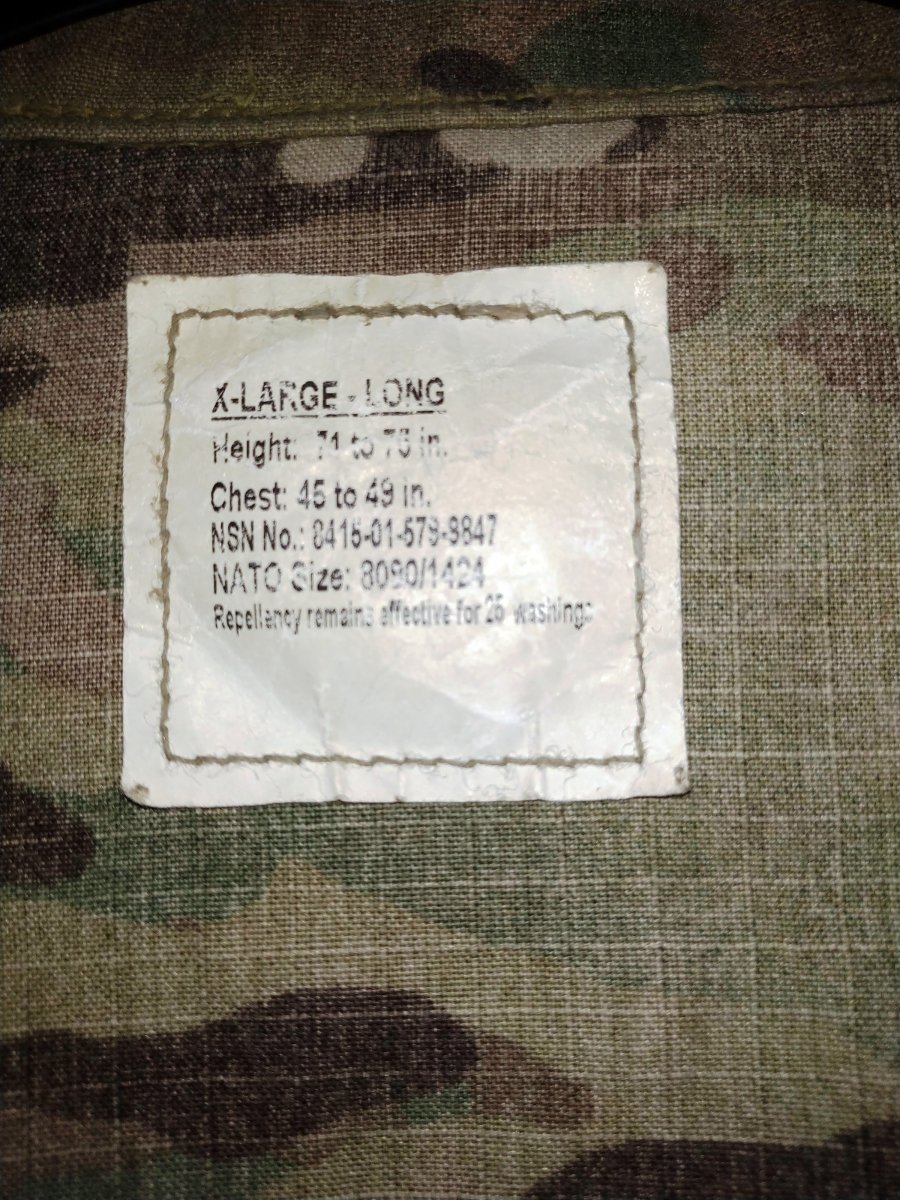 X-LARGE - LONG
Height: 71 to 75 in.
Chest: 45 to 49 in.
NSN No.: 8415-01-579-9847
NATO Size: 8090/1424
Repellency remains effective for 25 washings